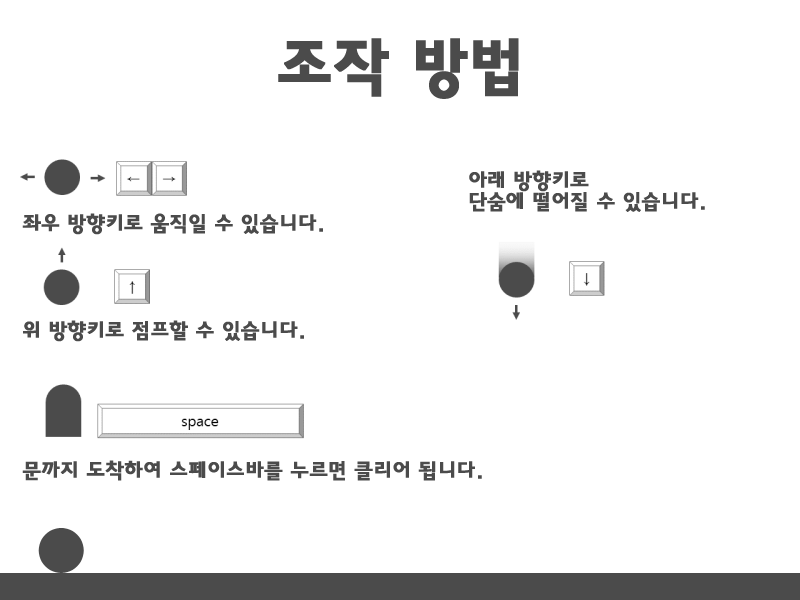 조작 방법
← →
좌우 방향키로 움직일 수 있습니다.
↑
위 방향키로 점프할 수 있습니다.
space
문까지 도착하여 스페이스바를 누르면 클리어 됩니다.
아래 방향키로
단숨에 떨어질 수 있습니다.
↓